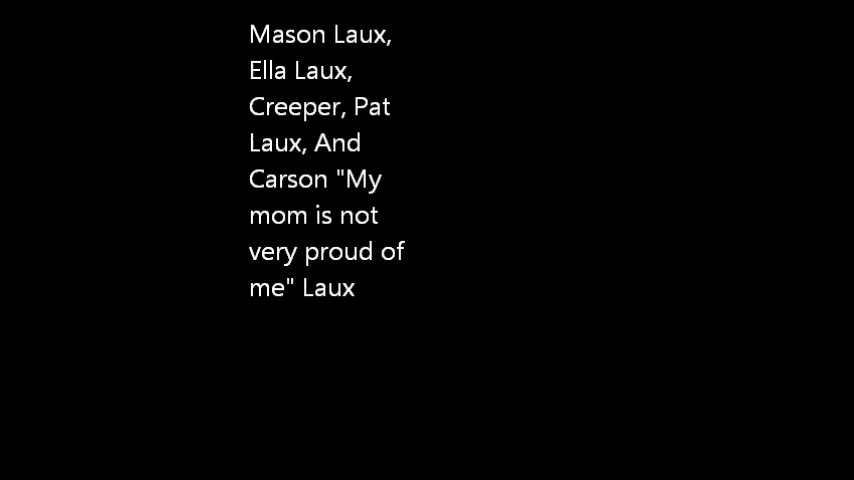 Mason Laux,
Ella Laux,
Creeper, Pat
Laux, And
Carson "My
mom is not
very proud of
me" Laux